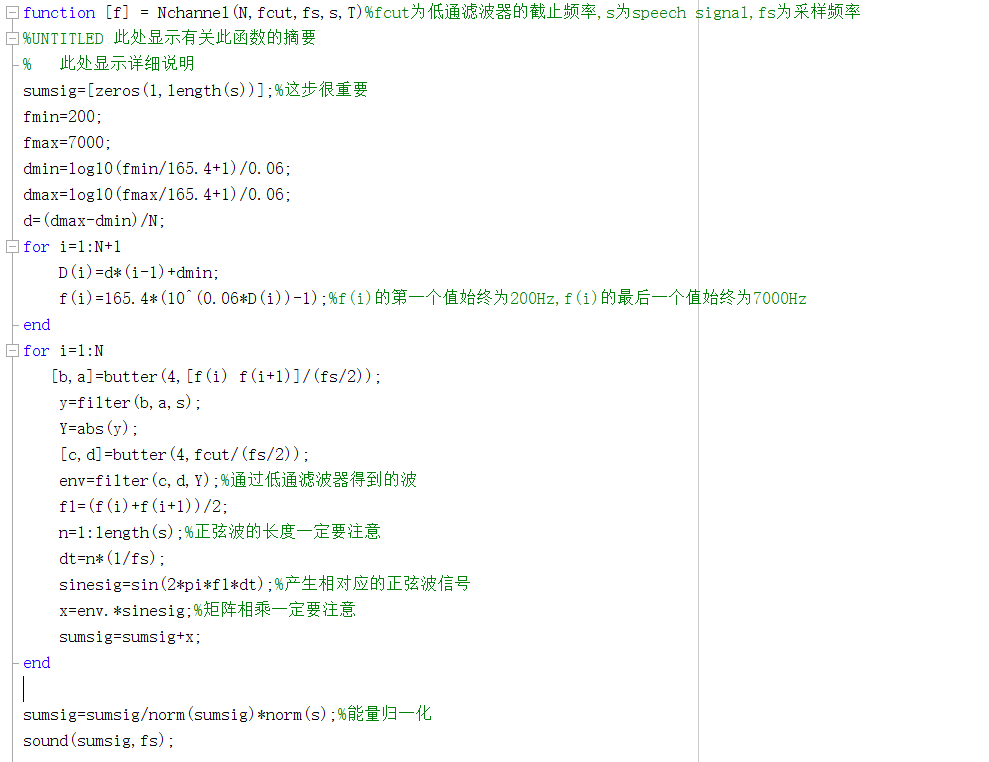 function [f] = Nchannel(N,fcut,fs,s,T)%fcut为低通滤波器的截止频率,s为speech signal,fs为采样频率
%UNTITLED 此处显示有关此函数的摘要
%   此处显示详细说明
sumsig=[zeros(1,length(s))];%这步很重要
fmin=200;
fmax=7000;
dmin=log10(fmin/165.4+1)/0.06;
dmax=log10(fmax/165.4+1)/0.06;
d=(dmax-dmin)/N;
for i=1:N+1
    D(i)=d*(i-1)+dmin;
    f(i)=165.4*(10^(0.06*D(i))-1);%f(i)的第一个值始终为200Hz,f(i)的最后一个值始终为7000Hz
end
for i=1:N
   [b,a]=butter(4,[f(i) f(i+1)]/(fs/2));
    y=filter(b,a,s);
    Y=abs(y);
    [c,d]=butter(4,fcut/(fs/2));
    env=filter(c,d,Y);%通过低通滤波器得到的波
    f1=(f(i)+f(i+1))/2;
    n=1:length(s);%正弦波的长度一定要注意
    dt=n*(1/fs);
    sinesig=sin(2*pi*f1*dt);%产生相对应的正弦波信号
    x=env.*sinesig;%矩阵相乘一定要注意
    sumsig=sumsig+x;
end
sumsig=sumsig/norm(sumsig)*norm(s);%能量归一化
sound(sumsig,fs);